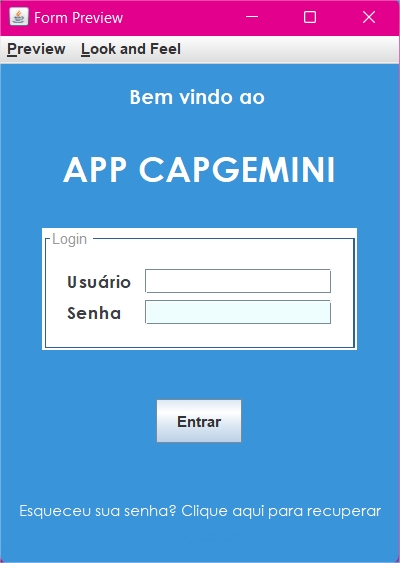 Form Preview
Preview Look and Feel
Bem vindo ao
APP CAPGEMINI
Login
Usuário
Senha
Entrar
Esqueceu sua senha? Clique aqui para recuperar